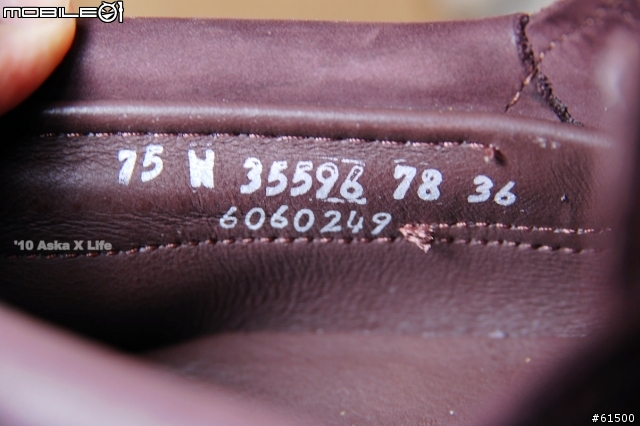 MOBILE01
75 W 35596 78 36
6060249
'10 Aska X Life
#61500